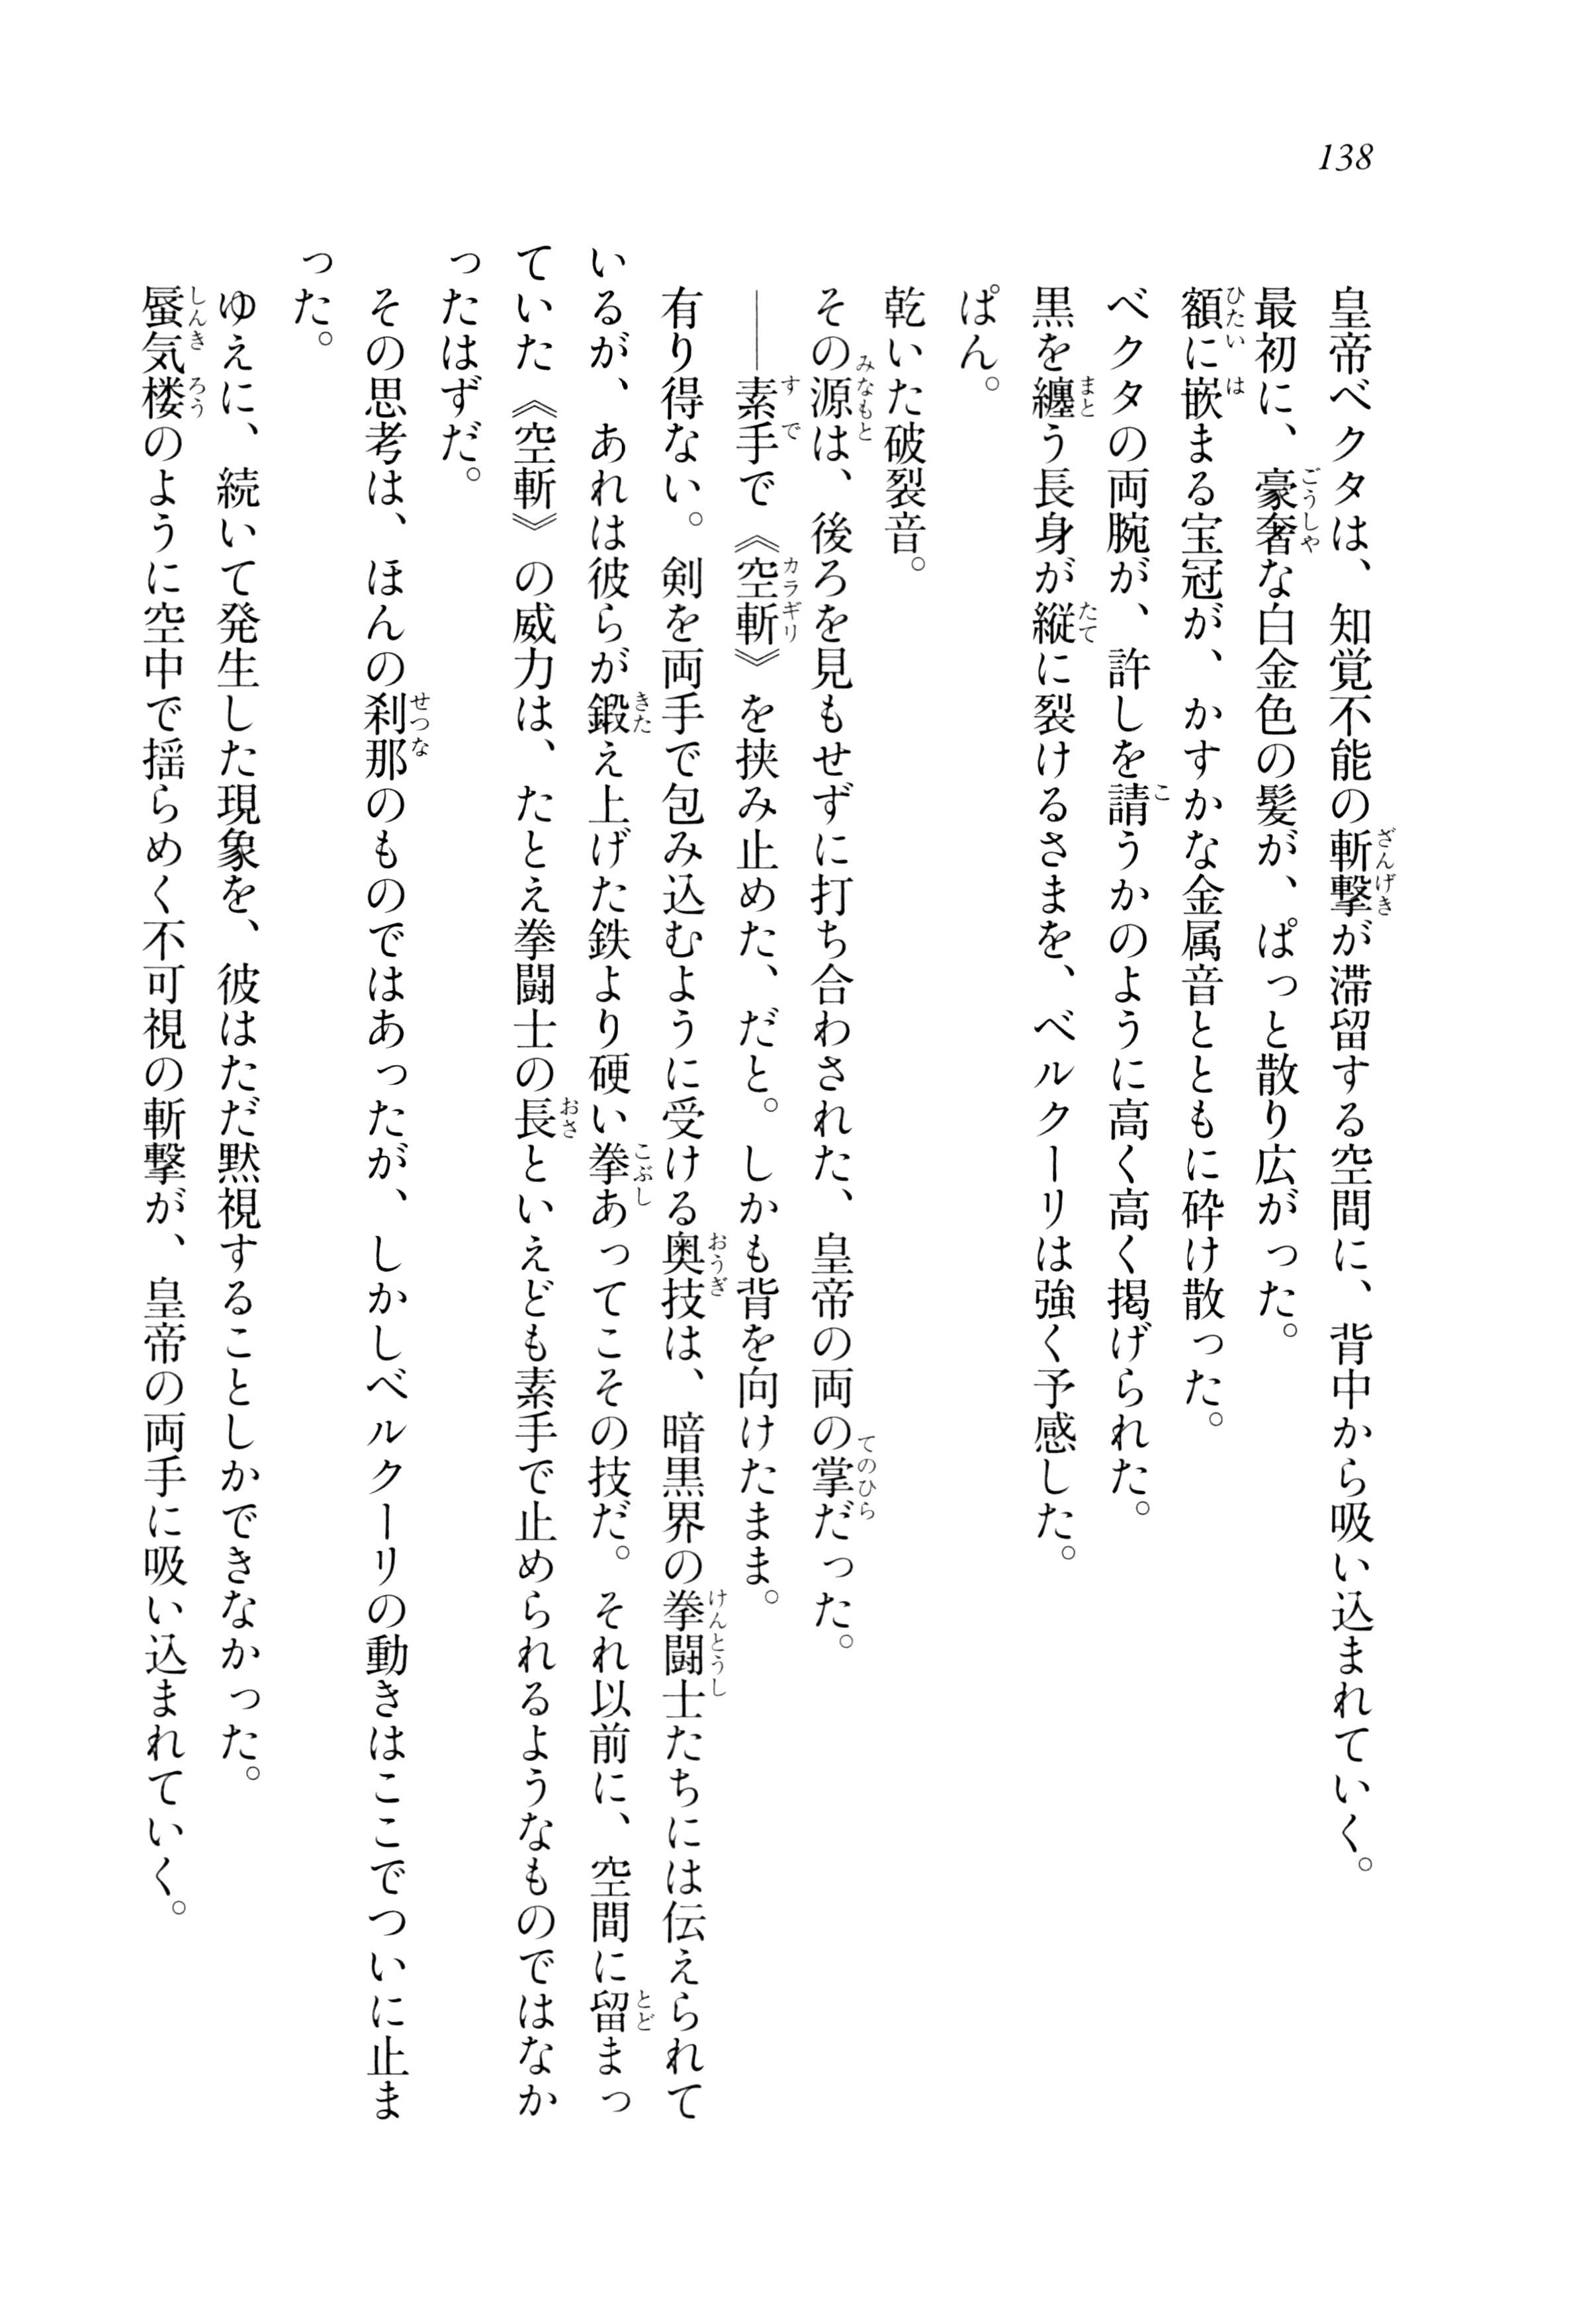 138
皇帝ベクタは、知覚不能の斬撃が滞留する空間に、背中から吸い込まれていく。
最初に、豪奢な白金色の髪が、ぱっと散り広がった。
額に嵌まる宝冠が、かすかな金属音とともに砕け散った。
ベクタの両腕が、許しを請うかのように高く高く掲げられた。
黒を纏う長身が縦に裂けるさまを、ベルクーリは強く予感した。
ぱん。
乾いた破裂音。
その源は、後ろを見もせずに打ち合わされた、皇帝の両の掌だった。
――素手で《空斬》を挟み止めた、だと。しかも背を向けたまま。
有り得ない。剣を両手で包み込むように受ける奥技は、暗黒界の拳闘士たちには伝えられて
いるが、あれは彼らが鍛え上げた鉄より硬い拳あってこその技だ。それ以前に、空間に留まっ
ていた《空斬》の威力は、たとえ拳闘士の長といえども素手で止められるようなものではなか
ったはずだ。
その思考は、ほんの刹那のものではあったが、しかしベルクーリの動きはここでついに止ま
った。
ゆえに、続いて発生した現象を、彼はただ黙視することしかできなかった。
蜃気楼のように空中で揺らめく不可視の斬撃が、皇帝の両手に吸い込まれていく。